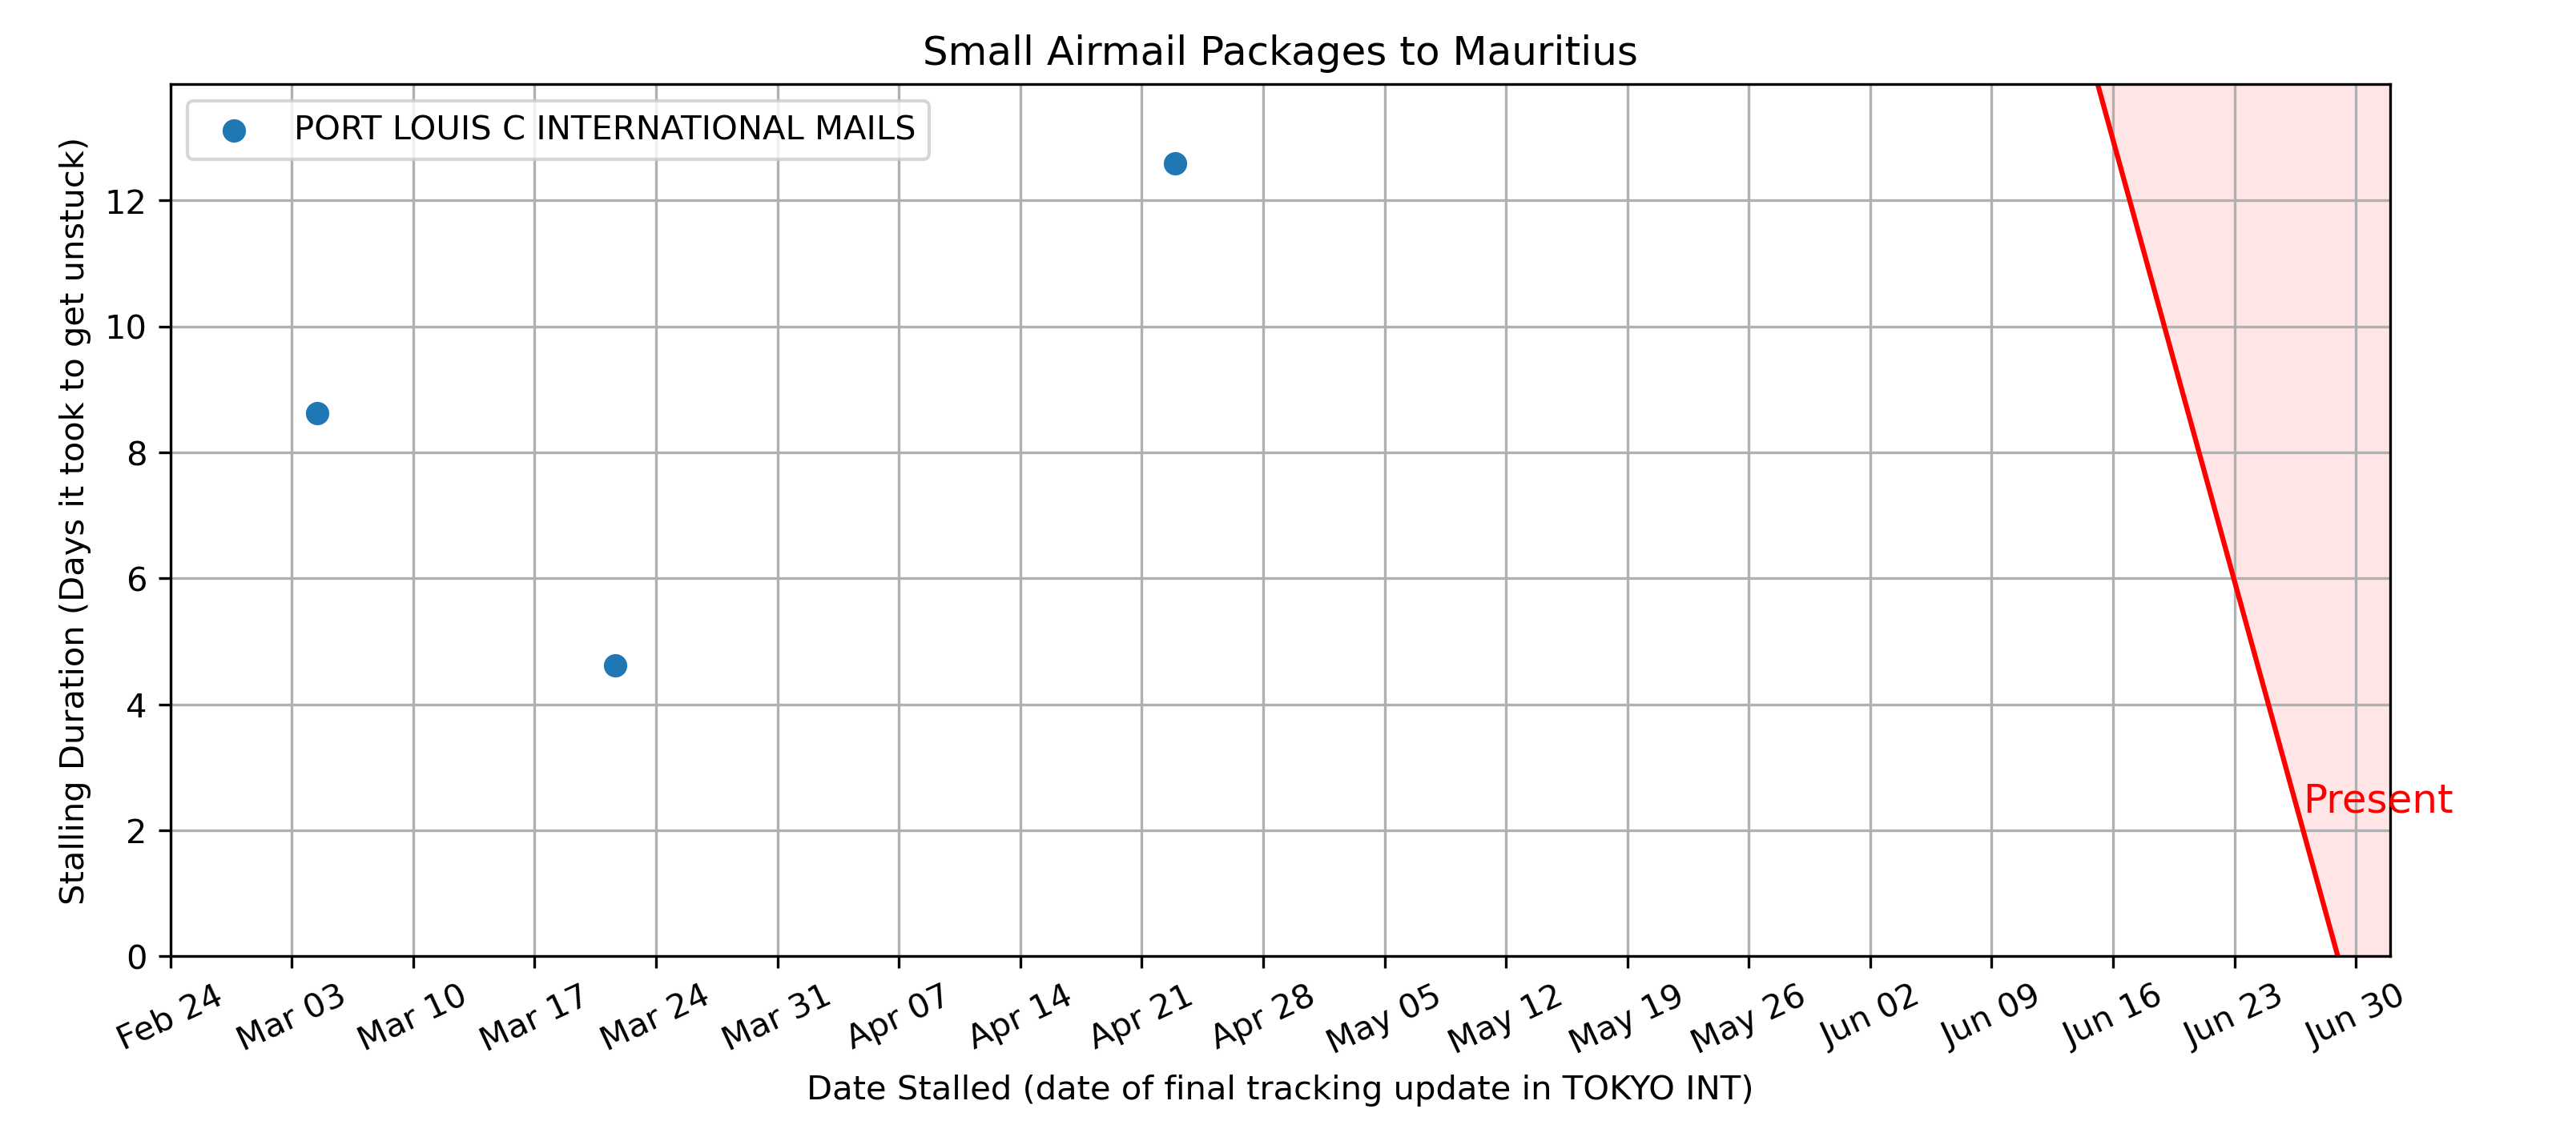 Small Airmail Packages to Mauritius
PORT LOUIS C INTERNATIONAL MAILS
Stalling Duration (Days it took to get unstuck)
12
10
8
6
4
2
0
Present
Feb 24 Mar 03 Mar 10 Mar 17 Mar 24 Mar 31 Apr 07 Apr 14 Apr 21 Apr 28 May 05 May 12 May 19 May 26 Jun 02 Jun 09 Jun 16 Jun 23 Jun 30
Date Stalled (date of final tracking update in TOKYO INT)